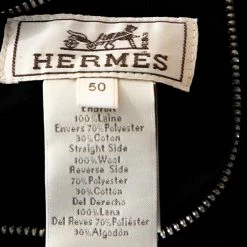 HERMES
50
Endroit
100%Laine
Envers 70%Polyester
30%Coton
Straight Side
100%Wool
Reverse Side
70%Polyester
30%Cotton
Del Derecho
100%Lana
Del Reves 70%Poliéster
30%Algodón